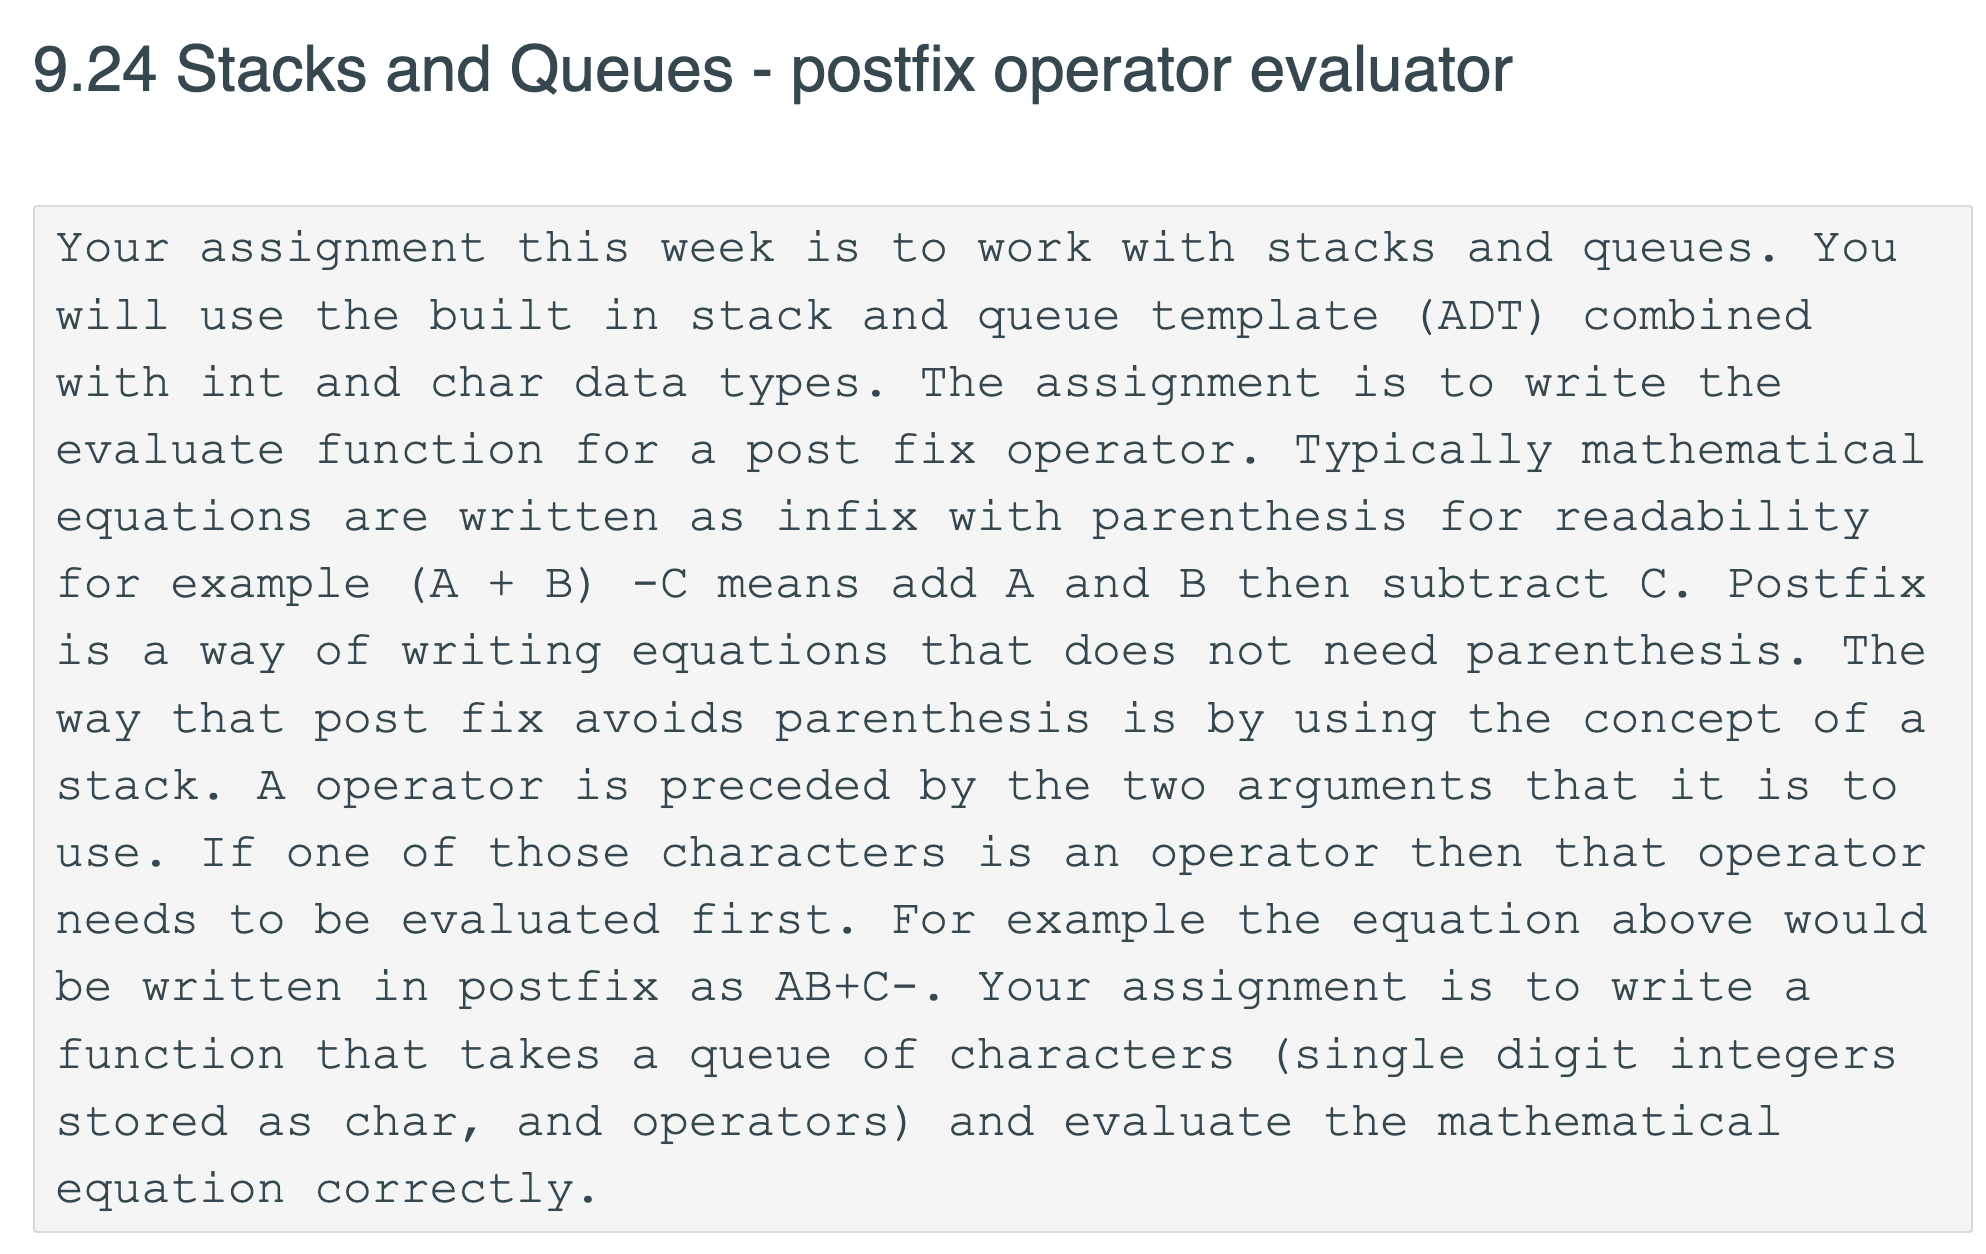 9.24 Stacks and Queues - postfix operator evaluator
Your assignment this week is to work with stacks and queues. You
will use the built in stack and queue template (ADT) combined
with int and char data types. The assignment is to write the
evaluate function for a post fix operator. Typically mathematical
equations are written as infix with parenthesis for readability
for example (A + B) -C means add A and B then subtract C. Postfix
is a way of writing equations that does not need parenthesis. The
way that post fix avoids parenthesis is by using the concept of a
stack. A operator is preceded by the two arguments that it is to
use. If one of those characters is an operator then that operator
needs to be evaluated first. For example the equation above would
be written in postfix as AB+C-. Your assignment is to write a
function that takes a queue of characters (single digit integers
stored as char, and operators) and evaluate the mathematical
equation correctly.